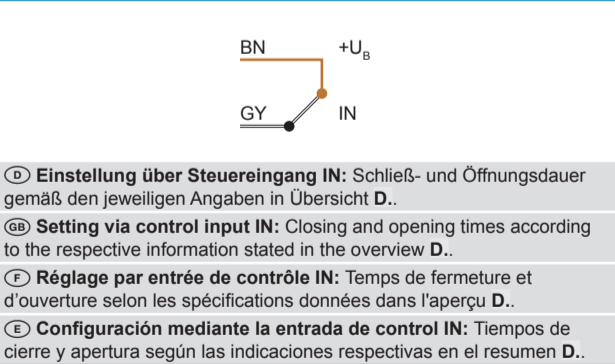 BN +U_B
GY IN
Ⓓ Einstellung über Steuereingang IN: Schließ- und Öffnungsdauer
gemäß den jeweiligen Angaben in Übersicht D..
GB Setting via control input IN: Closing and opening times according
to the respective information stated in the overview D..
Ⓕ Réglage par entrée de contrôle IN: Temps de fermeture et
d’ouverture selon les spécifications données dans l'aperçu D..
Ⓔ Configuración mediante la entrada de control IN: Tiempos de
cierre y apertura según las indicaciones respectivas en el resumen D..